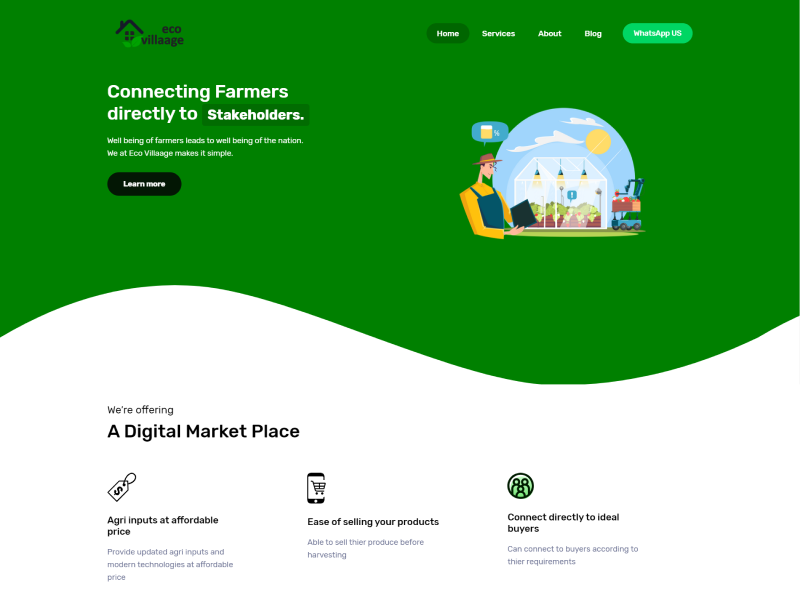 eco
villaage
Home Services About Blog WhatsApp US
Connecting Farmers
directly to Stakeholders.
Well being of farmers leads to well being of the nation.
We at Eco Villaage makes it simple.
Learn more
%
!
We're offering
A Digital Market Place
$
Agri inputs at affordable
price
Provide updated agri inputs and
modern technologies at affordable
price
Ease of selling your products
Able to sell thier produce before
harvesting
Connect directly to ideal
buyers
Can connect to buyers according to
thier requirements